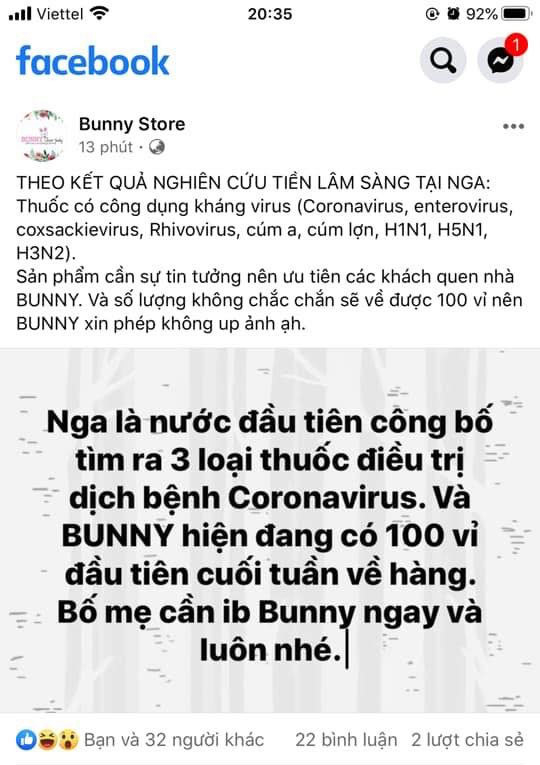 Viettel 20:35 92%
facebook
1
Bunny Store
13 phút ·
THEO KẾT QUẢ NGHIÊN CỨU TIỀN LÂM SÀNG TẠI NGA:
Thuốc có công dụng kháng virus (Coronavirus, enterovirus,
coxsackievirus, Rhivovirus, cúm a, cúm lợn, H1N1, H5N1,
H3N2).
Sản phẩm cần sự tin tưởng nên ưu tiên các khách quen nhà
BUNNY. Và số lượng không chắc chắn sẽ về được 100 vỉ nên
BUNNY xin phép không up ảnh ạh.
Nga là nước đầu tiên công bố
tìm ra 3 loại thuốc điều trị
dịch bệnh Coronavirus. Và
BUNNY hiện đang có 100 vỉ
đầu tiên cuối tuần về hàng.
Bố mẹ cần ib Bunny ngay và
luôn nhé.
Bạn và 32 người khác 22 bình luận 2 lượt chia sẻ